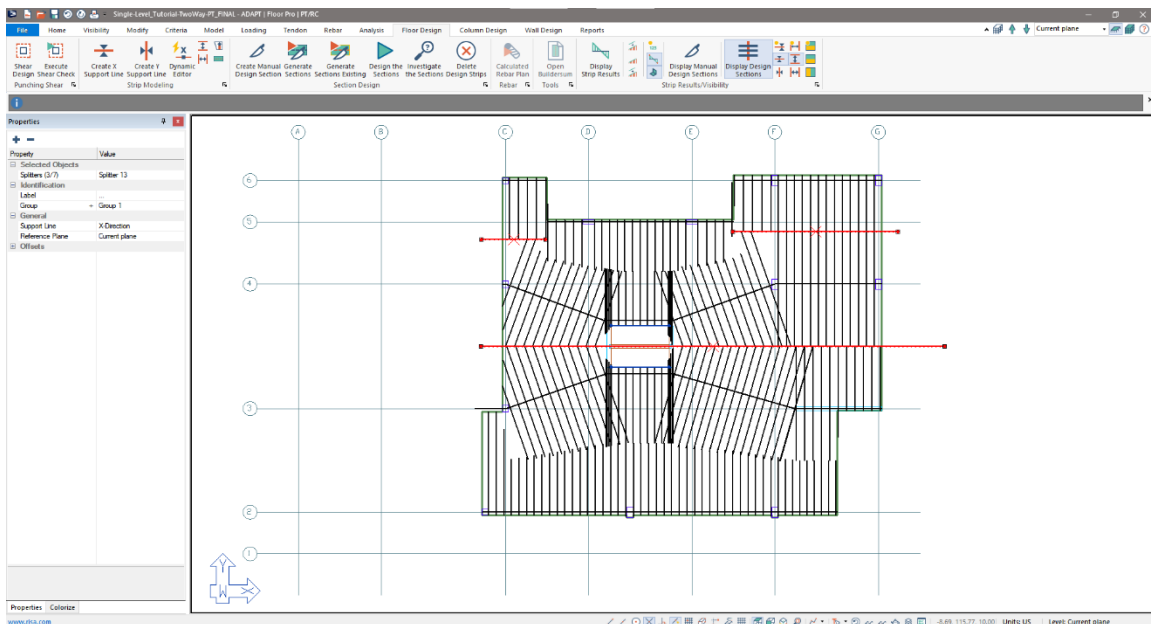 Single-Level_Tutorial-TwoWay-PT_FINAL - ADAPT | Floor Pro | PT/RC
File Home Visibility Modify Criteria Model Loading Tendon Rebar Analysis Floor Design Column Design Wall Design Reports
Current plane
Shear Design
Execute Shear Check
Create X Support Line
Create Y Support Line
Dynamic Editor
Create Manual Design Section
Generate Sections
Generate Sections Existing
Design the Sections
Investigate the Sections
Delete Design Strips
Calculated Rebar Plan
Open Buildersum
Display Strip Results
Display Manual Design Sections
Display Design Sections
Punching Shear
Strip Modeling
Section Design
Rebar
Tools
Strip Results/Visibility
Properties
Property Value
Selected Objects
Splitters (3/7) Splitter 13
Identification
Label ...
Group Group 1
General
Support Line X-Direction
Reference Plane Current plane
Offsets
A B C D E F G
6
5
4
3
2
1
Y
W X
Properties Colorize
www.risa.com
-8.69, 115.77, 10.00 Units: US Level: Current plane